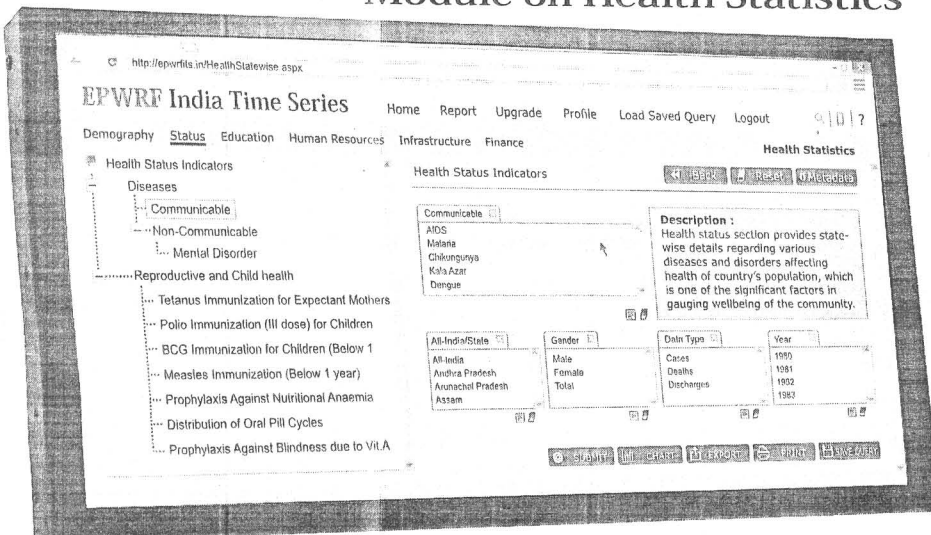 Module on Health Statistics
http://epwrfits.in/HealthStatewise.aspx
EPWRF India Time Series
Home Report Upgrade Profile Load Saved Query Logout ?
Demography Status Education Human Resources Infrastructure Finance
Health Statistics
Health Status Indicators
Diseases
Communicable
Non-Communicable
Mental Disorder
Reproductive and Child health
Tetanus Immunization for Expectant Mothers
Polio Immunization (III dose) for Children
BCG Immunization for Children (Below 1
Measles Immunization (Below 1 year)
Prophylaxis Against Nutritional Anaemia
Distribution of Oral Pill Cycles
Prophylaxis Against Blindness due to Vit.A
Health Status Indicators
Back Reset Metadata
Communicable
AIDS
Malaria
Chikungunya
Kala Azar
Dengue
Description :
Health status section provides state-
wise details regarding various
diseases and disorders affecting
health of country's population, which
is one of the significant factors in
gauging wellbeing of the community.
All-India/State
All-India
Andhra Pradesh
Arunachal Pradesh
Assam
Gender
Male
Female
Total
Data Type
Cases
Deaths
Discharges
Year
1980
1981
1982
1983
SUBMIT CHART EXPORT PRINT SAVE QUERY